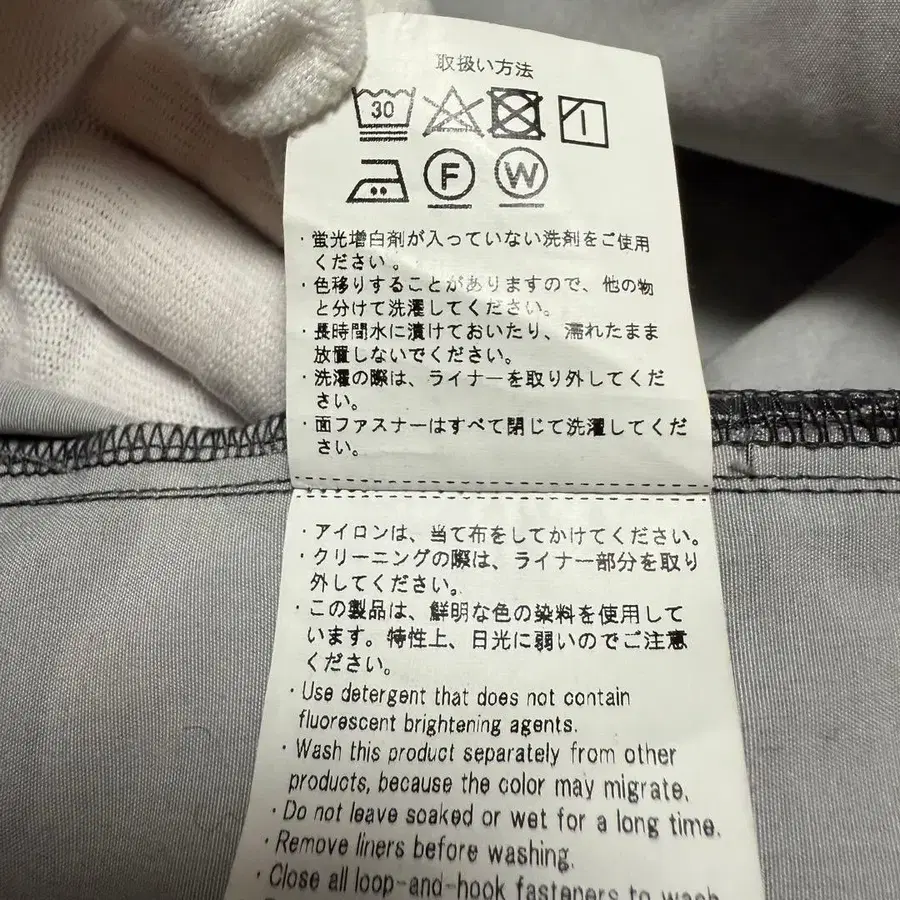 取扱い方法
30
F W
・蛍光増白剤が入っていない洗剤をご使用
ください。
・色移りすることがありますので、他の物
と分けて洗濯してください。
・長時間水に漬けておいたり、濡れたまま
放置しないでください。
・洗濯の際は、ライナーを取り外してくだ
さい。
・面ファスナーはすべて閉じて洗濯してくだ
さい。
・アイロンは、当て布をしてかけてください。
・クリーニングの際は、ライナー部分を取り
外してください。
・この製品は、鮮明な色の染料を使用して
います。特性上、日光に弱いのでご注意
ください。
・Use detergent that does not contain
fluorescent brightening agents.
・Wash this product separately from other
products, because the color may migrate.
・Do not leave soaked or wet for a long time.
・Remove liners before washing.
・Close all loop-and-hook fasteners to wash